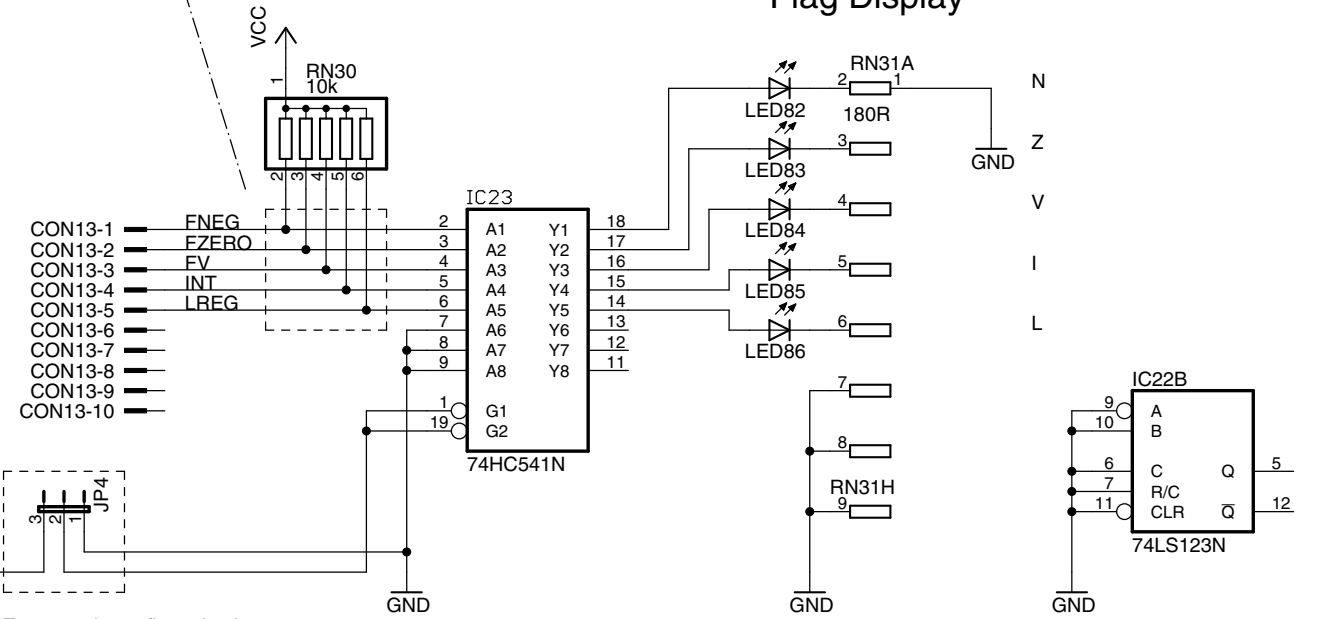 Flag Display
VCC
1
RN30
10k
2 3 4 5 6
RN31A
2 1
180R
LED82
N
GND
3
LED83
Z
4
LED84
V
5
LED85
I
6
LED86
L
7
8
RN31H
9
GND
CON13-1 FNEG
CON13-2 FZERO
CON13-3 FV
CON13-4 INT
CON13-5 LREG
CON13-6
CON13-7
CON13-8
CON13-9
CON13-10
IC23
2 A1 Y1 18
3 A2 Y2 17
4 A3 Y3 16
5 A4 Y4 15
6 A5 Y5 14
7 A6 Y6 13
8 A7 Y7 12
9 A8 Y8 11
1 G1
19 G2
74HC541N
JP4
3 2 1
GND
IC22B
9 A
10 B
6 C Q 5
7 R/C
11 CLR Q 12
74LS123N
GND